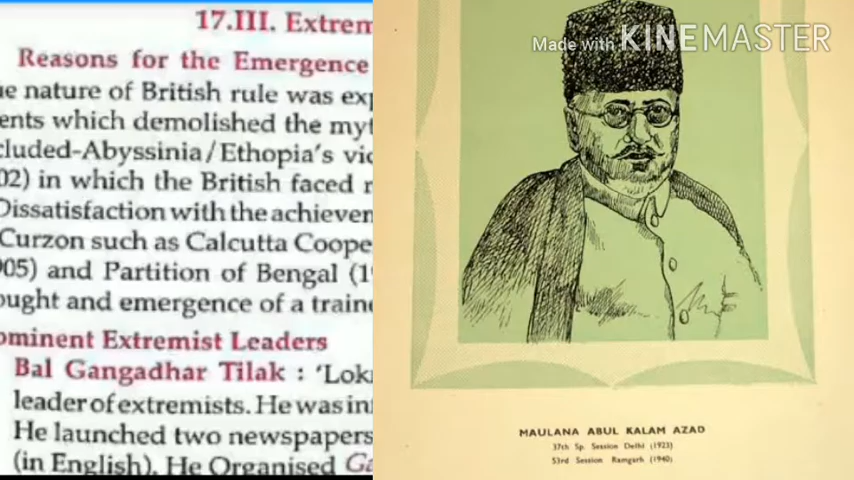 17.III. Extrem
Reasons for the Emergence
e nature of British rule was exp
ents which demolished the myt
cluded-Abyssinia/Ethopia's vic
02) in which the British faced r
Dissatisfaction with the achievem
Curzon such as Calcutta Coope
905) and Partition of Bengal (19
ought and emergence of a traine
ominent Extremist Leaders
Bal Gangadhar Tilak : 'Lok
leader of extremists. He was in
He launched two newspapers
(in English). He Organised Ga
Made with KINEMASTER
MAULANA ABUL KALAM AZAD
37th Sp. Session Delhi (1923)
53rd Session Ramgarh (1940)